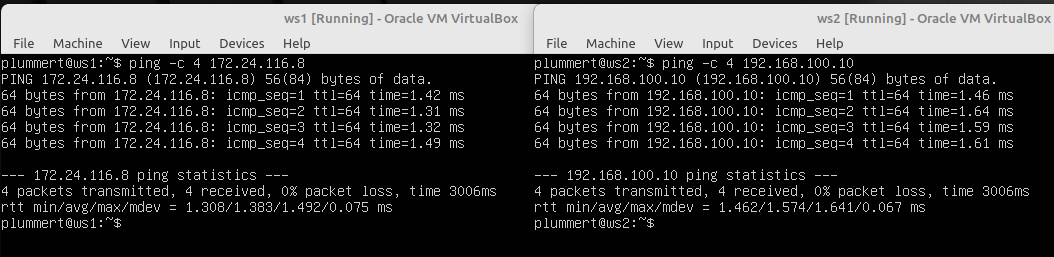 ws1 [Running] - Oracle VM VirtualBox
File Machine View Input Devices Help
plummert@ws1:~$ ping -c 4 172.24.116.8
PING 172.24.116.8 (172.24.116.8) 56(84) bytes of data.
64 bytes from 172.24.116.8: icmp_seq=1 ttl=64 time=1.42 ms
64 bytes from 172.24.116.8: icmp_seq=2 ttl=64 time=1.31 ms
64 bytes from 172.24.116.8: icmp_seq=3 ttl=64 time=1.32 ms
64 bytes from 172.24.116.8: icmp_seq=4 ttl=64 time=1.49 ms
--- 172.24.116.8 ping statistics ---
4 packets transmitted, 4 received, 0% packet loss, time 3006ms
rtt min/avg/max/mdev = 1.308/1.383/1.492/0.075 ms
plummert@ws1:~$
ws2 [Running] - Oracle VM VirtualBox
File Machine View Input Devices Help
plummert@ws2:~$ ping -c 4 192.168.100.10
PING 192.168.100.10 (192.168.100.10) 56(84) bytes of data.
64 bytes from 192.168.100.10: icmp_seq=1 ttl=64 time=1.46 ms
64 bytes from 192.168.100.10: icmp_seq=2 ttl=64 time=1.64 ms
64 bytes from 192.168.100.10: icmp_seq=3 ttl=64 time=1.59 ms
64 bytes from 192.168.100.10: icmp_seq=4 ttl=64 time=1.61 ms
--- 192.168.100.10 ping statistics ---
4 packets transmitted, 4 received, 0% packet loss, time 3006ms
rtt min/avg/max/mdev = 1.462/1.574/1.641/0.067 ms
plummert@ws2:~$